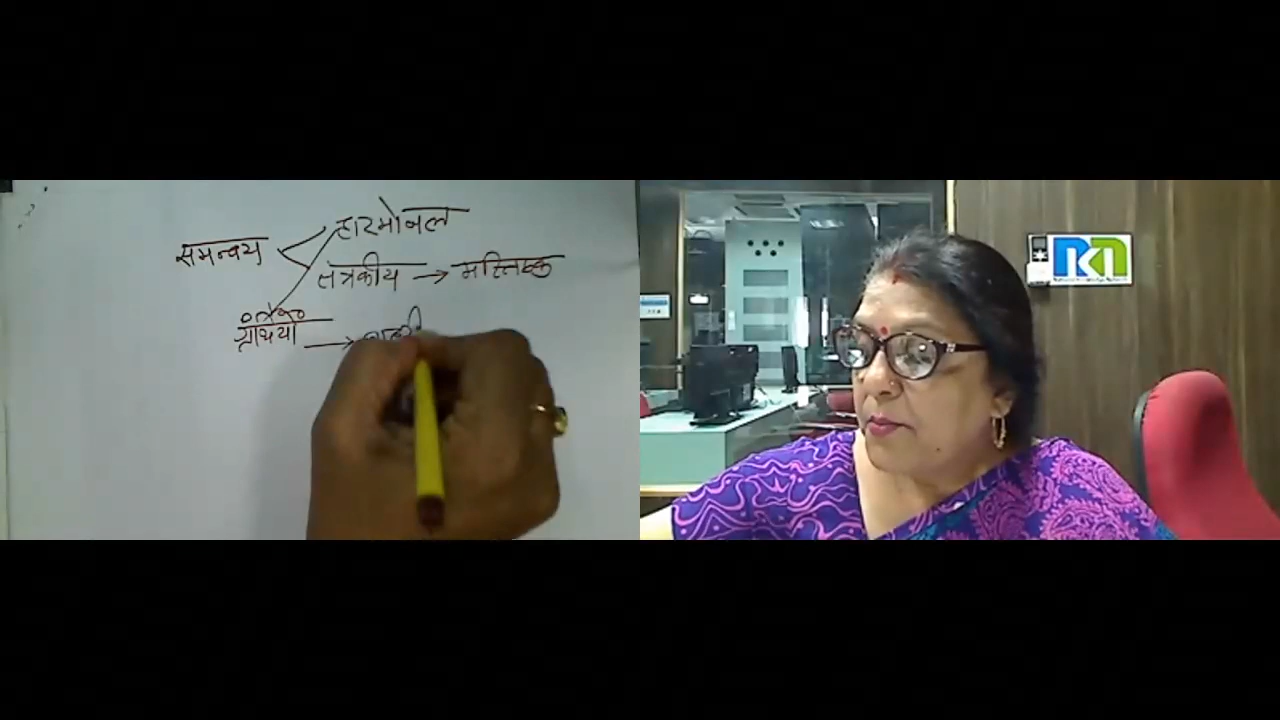 हारमोनल
समन्वय
तंत्रकीय → मस्तिष्क
ग्रंथियो →